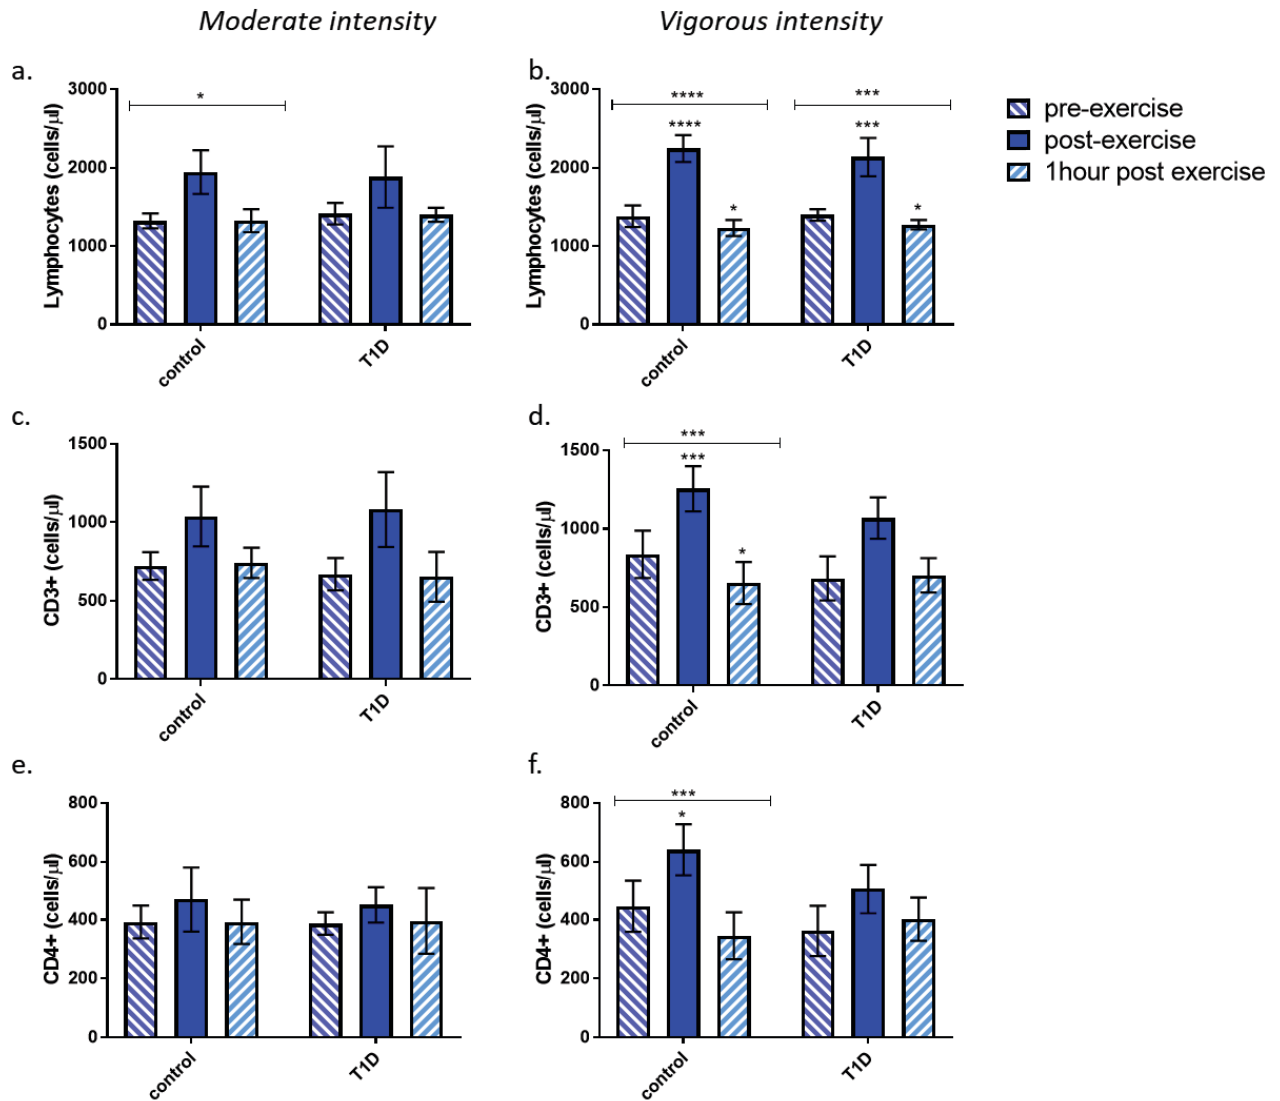 Moderate intensity
Vigorous intensity
a.
3000
2000
1000
0
Lymphocytes (cells/µl)
*
control
T1D
b.
3000
2000
1000
0
Lymphocytes (cells/µl)
****
****
*
***
***
*
control
T1D
pre-exercise
post-exercise
1hour post exercise
c.
1500
1000
500
0
CD3+ (cells/µl)
control
T1D
d.
1500
1000
500
0
CD3+ (cells/µl)
***
***
*
control
T1D
e.
800
600
400
200
0
CD4+ (cells/µl)
control
T1D
f.
800
600
400
200
0
CD4+ (cells/µl)
***
*
control
T1D